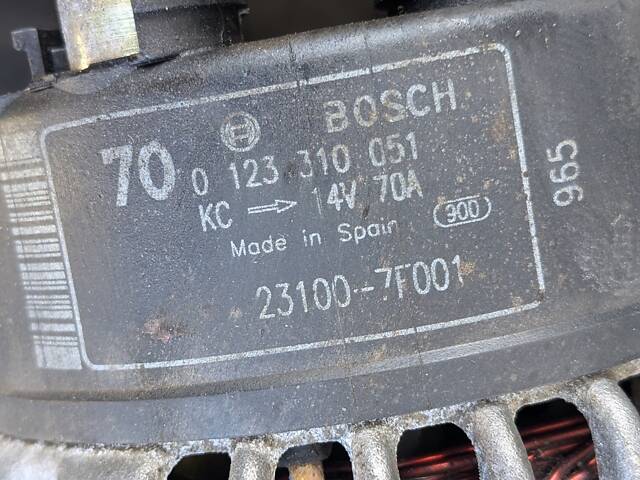 BOSCH
70 0 123 310 051
KC → 14V 70A
Made in Spain 900
23100-7F001
965